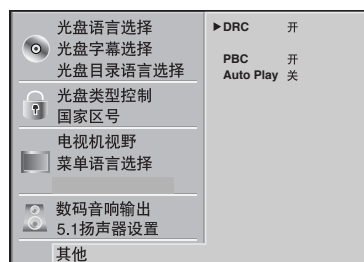 光盘语言选择
光盘字幕选择
光盘目录语言选择
光盘类型控制
国家区号
电视机视野
菜单语言选择
数码音响输出
5.1扬声器设置
其他
▶DRC 开
PBC 开
Auto Play 关